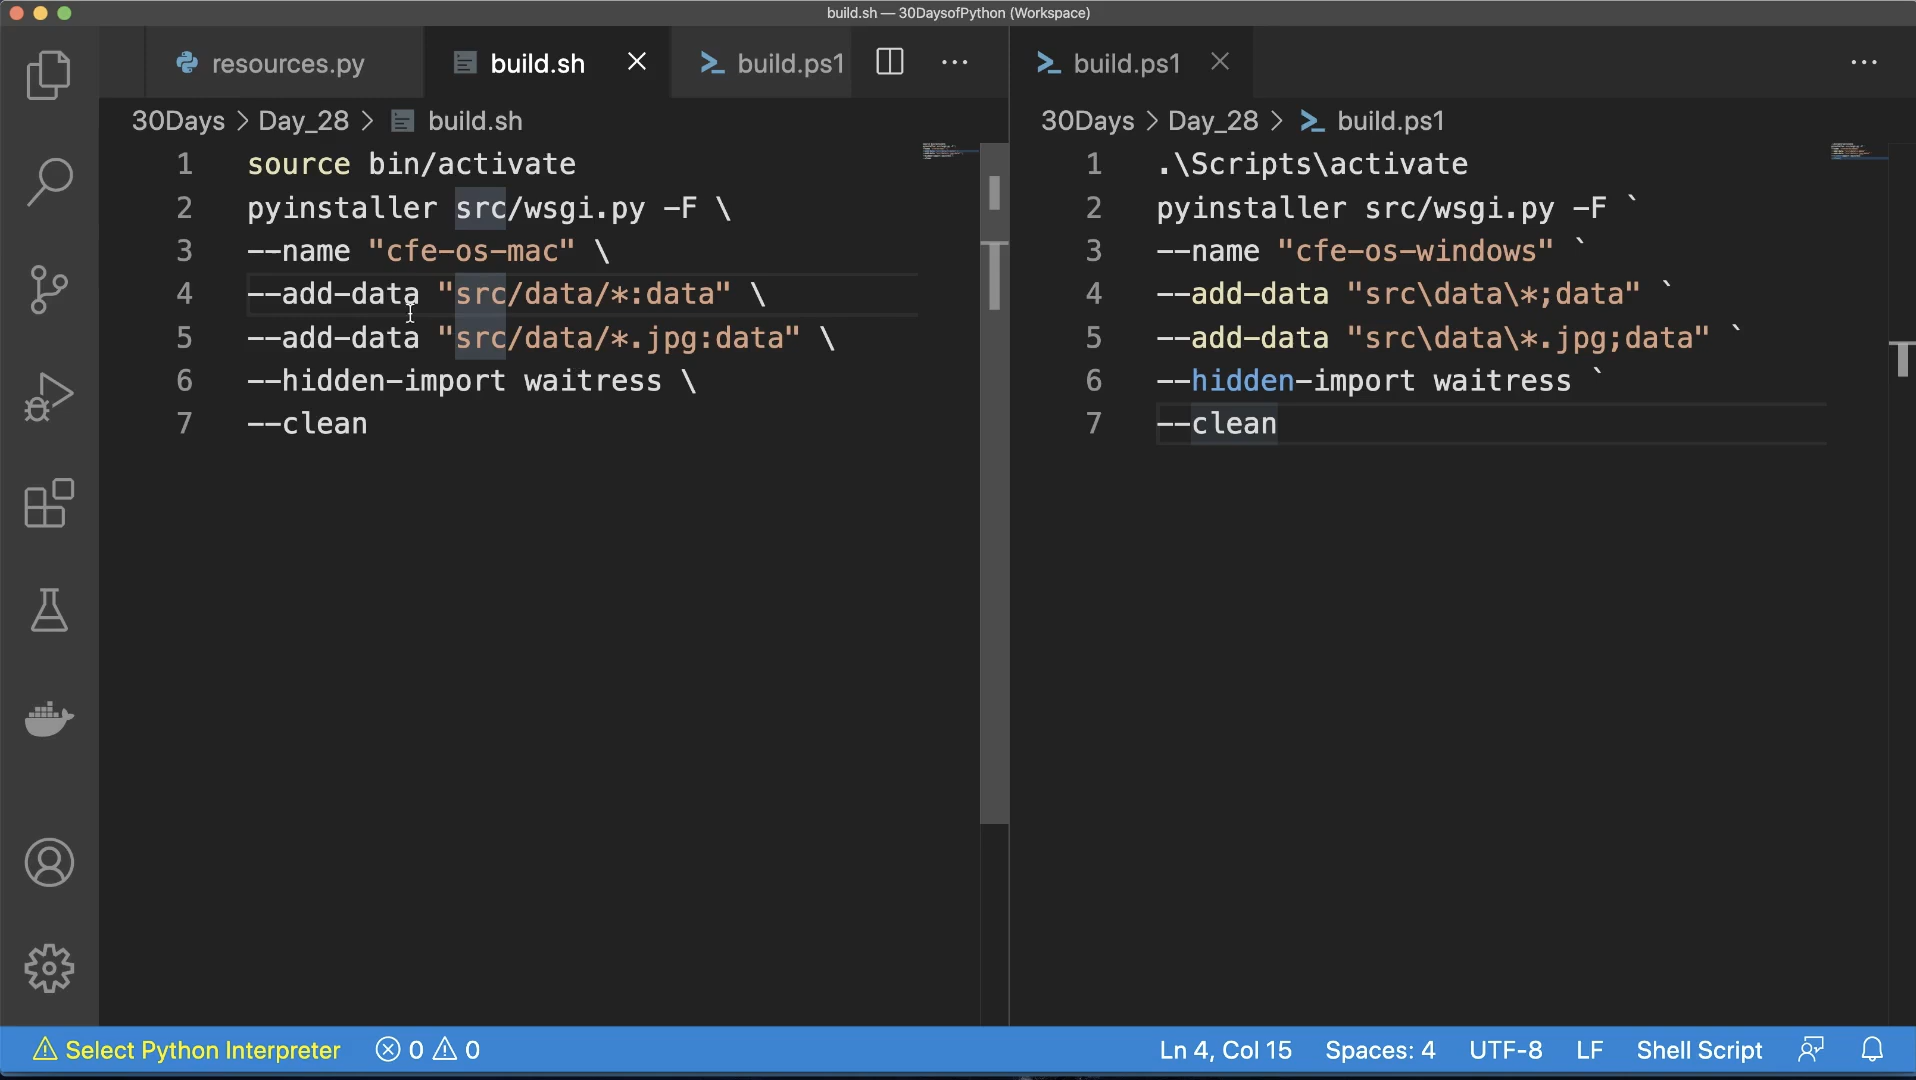 build.sh — 30DaysofPython (Workspace)
resources.py
build.sh
build.ps1
build.ps1
30Days > Day_28 > build.sh
1 source bin/activate
2 pyinstaller src/wsgi.py -F \
3 --name "cfe-os-mac" \
4 --add-data "src/data/*:data" \
5 --add-data "src/data/*.jpg:data" \
6 --hidden-import waitress \
7 --clean
30Days > Day_28 > build.ps1
1 .\Scripts\activate
2 pyinstaller src/wsgi.py -F `
3 --name "cfe-os-windows" `
4 --add-data "src\data\*;data" `
5 --add-data "src\data\*.jpg;data" `
6 --hidden-import waitress `
7 --clean
Select Python Interpreter 0 0 Ln 4, Col 15 Spaces: 4 UTF-8 LF Shell Script